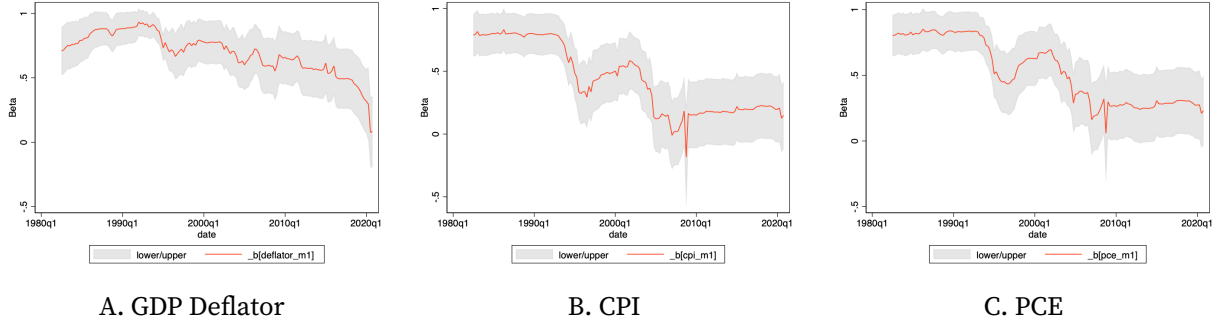 1
.5
0
-.5
Beta
1980q1 1990q1 2000q1 2010q1 2020q1
date
lower/upper _b[deflator_m1]
A. GDP Deflator
1
.5
0
-.5
Beta
1980q1 1990q1 2000q1 2010q1 2020q1
date
lower/upper _b[cpi_m1]
B. CPI
1
.5
0
-.5
Beta
1980q1 1990q1 2000q1 2010q1 2020q1
date
lower/upper _b[pce_m1]
C. PCE